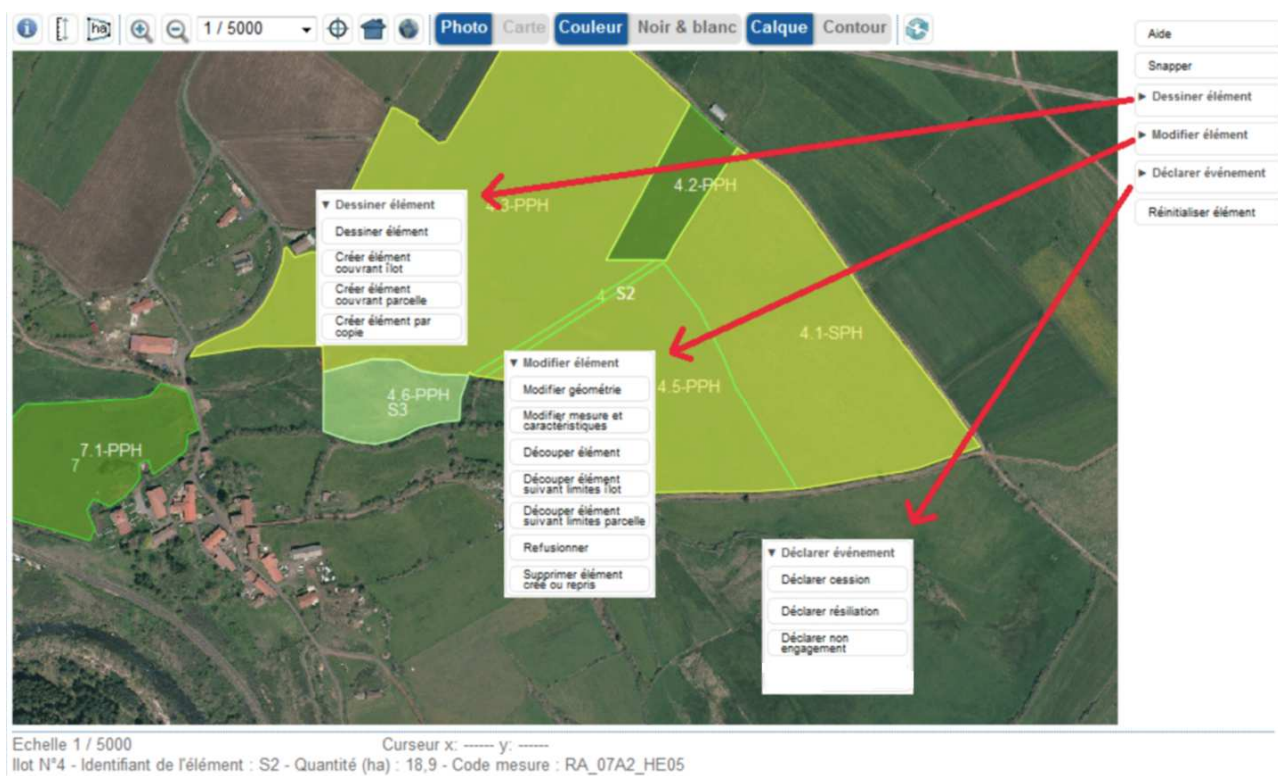 ha
1 / 5000
Photo Carte Couleur Noir & blanc Calque Contour
Aide
Snapper
▶ Dessiner élément
▶ Modifier élément
▶ Déclarer événement
Réinitialiser élément
4.2-PPH
4.3-PPH
▼ Dessiner élément
Dessiner élément
Créer élément
couvrant îlot
Créer élément
couvrant parcelle
Créer élément par
copie
4 S2
4.1-SPH
4.5-PPH
4.6-PPH
S3
7.1-PPH
7
▼ Modifier élément
Modifier géométrie
Modifier mesure et
caractéristiques
Découper élément
Découper élément
suivant limites îlot
Découper élément
suivant limites parcelle
Refusionner
Supprimer élément
créé ou repris
▼ Déclarer événement
Déclarer cession
Déclarer résiliation
Déclarer non
engagement
Echelle 1 / 5000 Curseur x: ------ y: ------
Ilot N°4 - Identifiant de l'élément : S2 - Quantité (ha) : 18,9 - Code mesure : RA_07A2_HE05